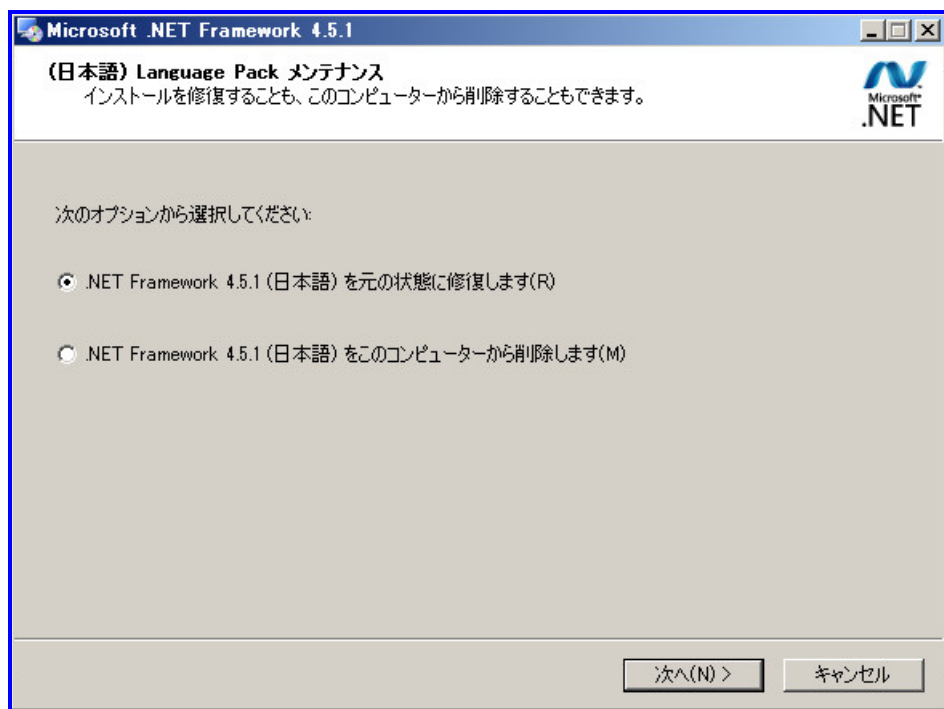 Microsoft .NET Framework 4.5.1
(日本語) Language Pack メンテナンス
インストールを修復することも、このコンピューターから削除することもできます。
Microsoft
.NET
次のオプションから選択してください:
.NET Framework 4.5.1 (日本語) を元の状態に修復します(R)
.NET Framework 4.5.1 (日本語) をこのコンピューターから削除します(M)
次へ(N) >
キャンセル